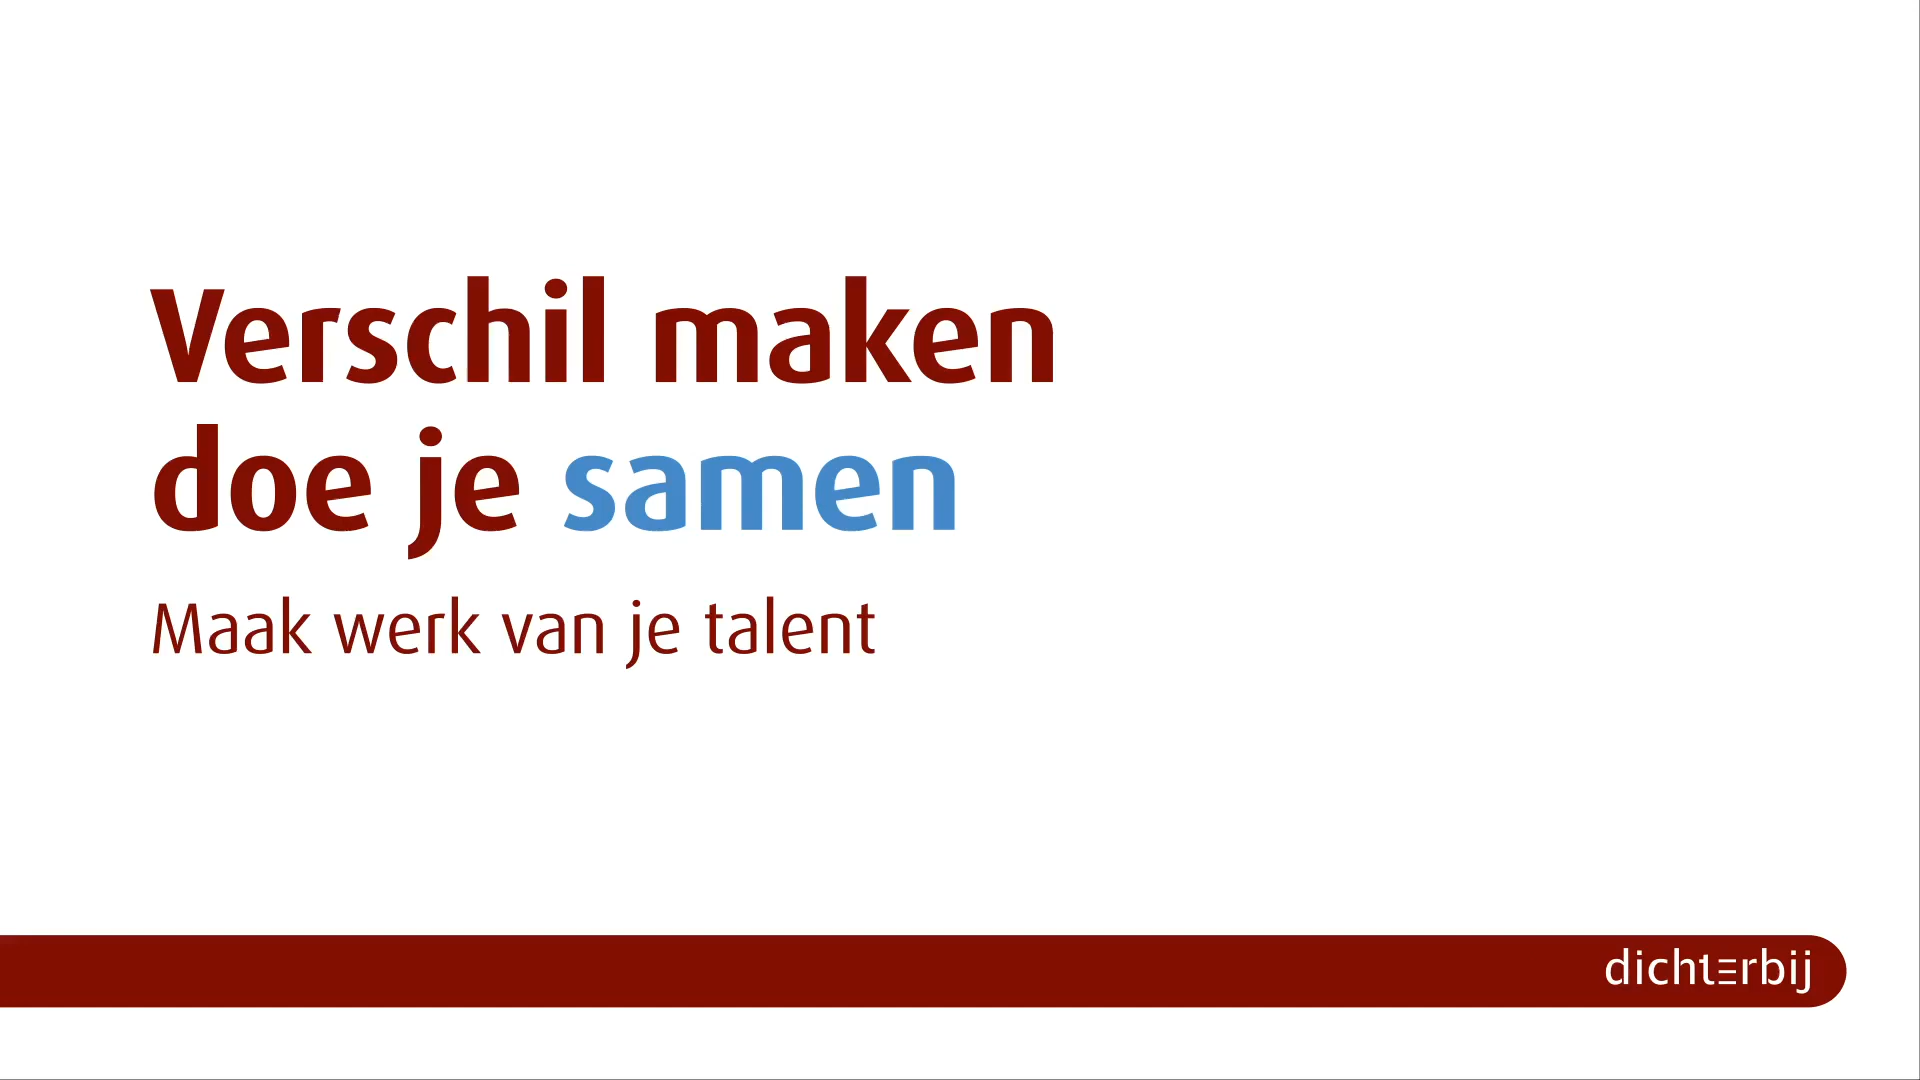 Verschil maken
doe je samen
Maak werk van je talent
dichterbij